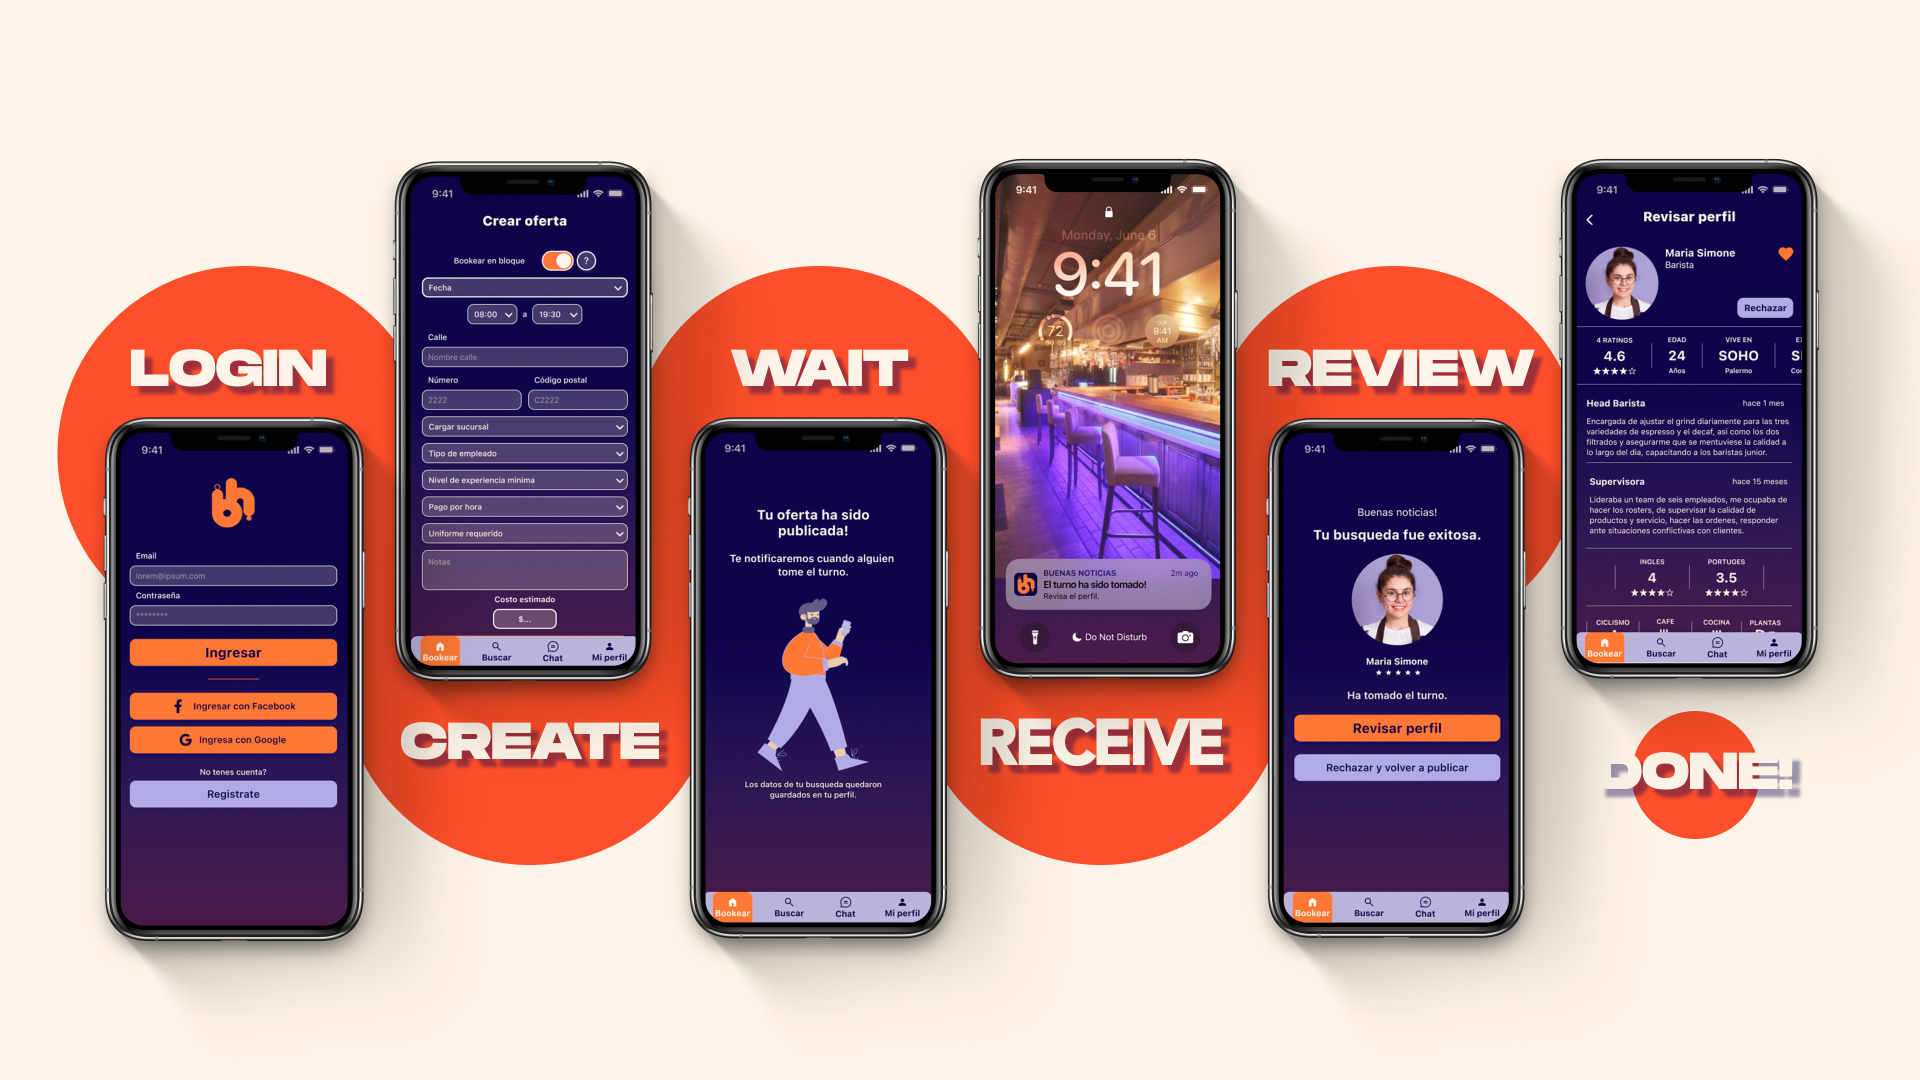 LOGIN
9:41
Email
lorem@ipsum.com
Contraseña
********
Ingresar
Ingresar con Facebook
Ingresa con Google
No tenes cuenta?
Registrate
9:41
Crear oferta
Bookear en bloque
?
Fecha
08:00 a 19:30
Calle
Nombre calle
Número Código postal
2222 C2222
Cargar sucursal
Tipo de empleado
Nivel de experiencia minima
Pago por hora
Uniforme requerido
Notas
Costo estimado
$...
Bookear Buscar Chat Mi perfil
CREATE
WAIT
9:41
Tu oferta ha sido
publicada!
Te notificaremos cuando alguien
tome el turno.
Los datos de tu busqueda quedaron
guardados en tu perfil.
Bookear Buscar Chat Mi perfil
9:41
Monday, June 6
9:41
72
CUP
9:41
AM
BUENAS NOTICIAS 2m ago
El turno ha sido tomado!
Revisa el perfil.
Do Not Disturb
RECEIVE
REVIEW
9:41
Buenas noticias!
Tu busqueda fue exitosa.
Maria Simone
Ha tomado el turno.
Revisar perfil
Rechazar y volver a publicar
Bookear Buscar Chat Mi perfil
9:41
Revisar perfil
Maria Simone
Barista
Rechazar
4 RATINGS EDAD VIVE EN
4.6 24 SOHO
Años Palermo
Head Barista hace 1 mes
Encargada de ajustar el grind diariamente para las tres
variedades de espresso y el decaf, asi como los dos
filtrados y asegurarme que se mentuviese la calidad a
lo largo del dia, capacitando a los baristas junior.
Supervisora hace 15 meses
Lideraba un team de seis empleados, me ocupaba de
hacer los rosters, de supervisar la calidad de
productos y servicio, hacer las ordenes, responder
ante situaciones conflictivas con clientes.
INGLES PORTUGES
4 3.5
CICLISMO CAFE COCINA PLANTAS
Bookear Buscar Chat Mi perfil
DONE!